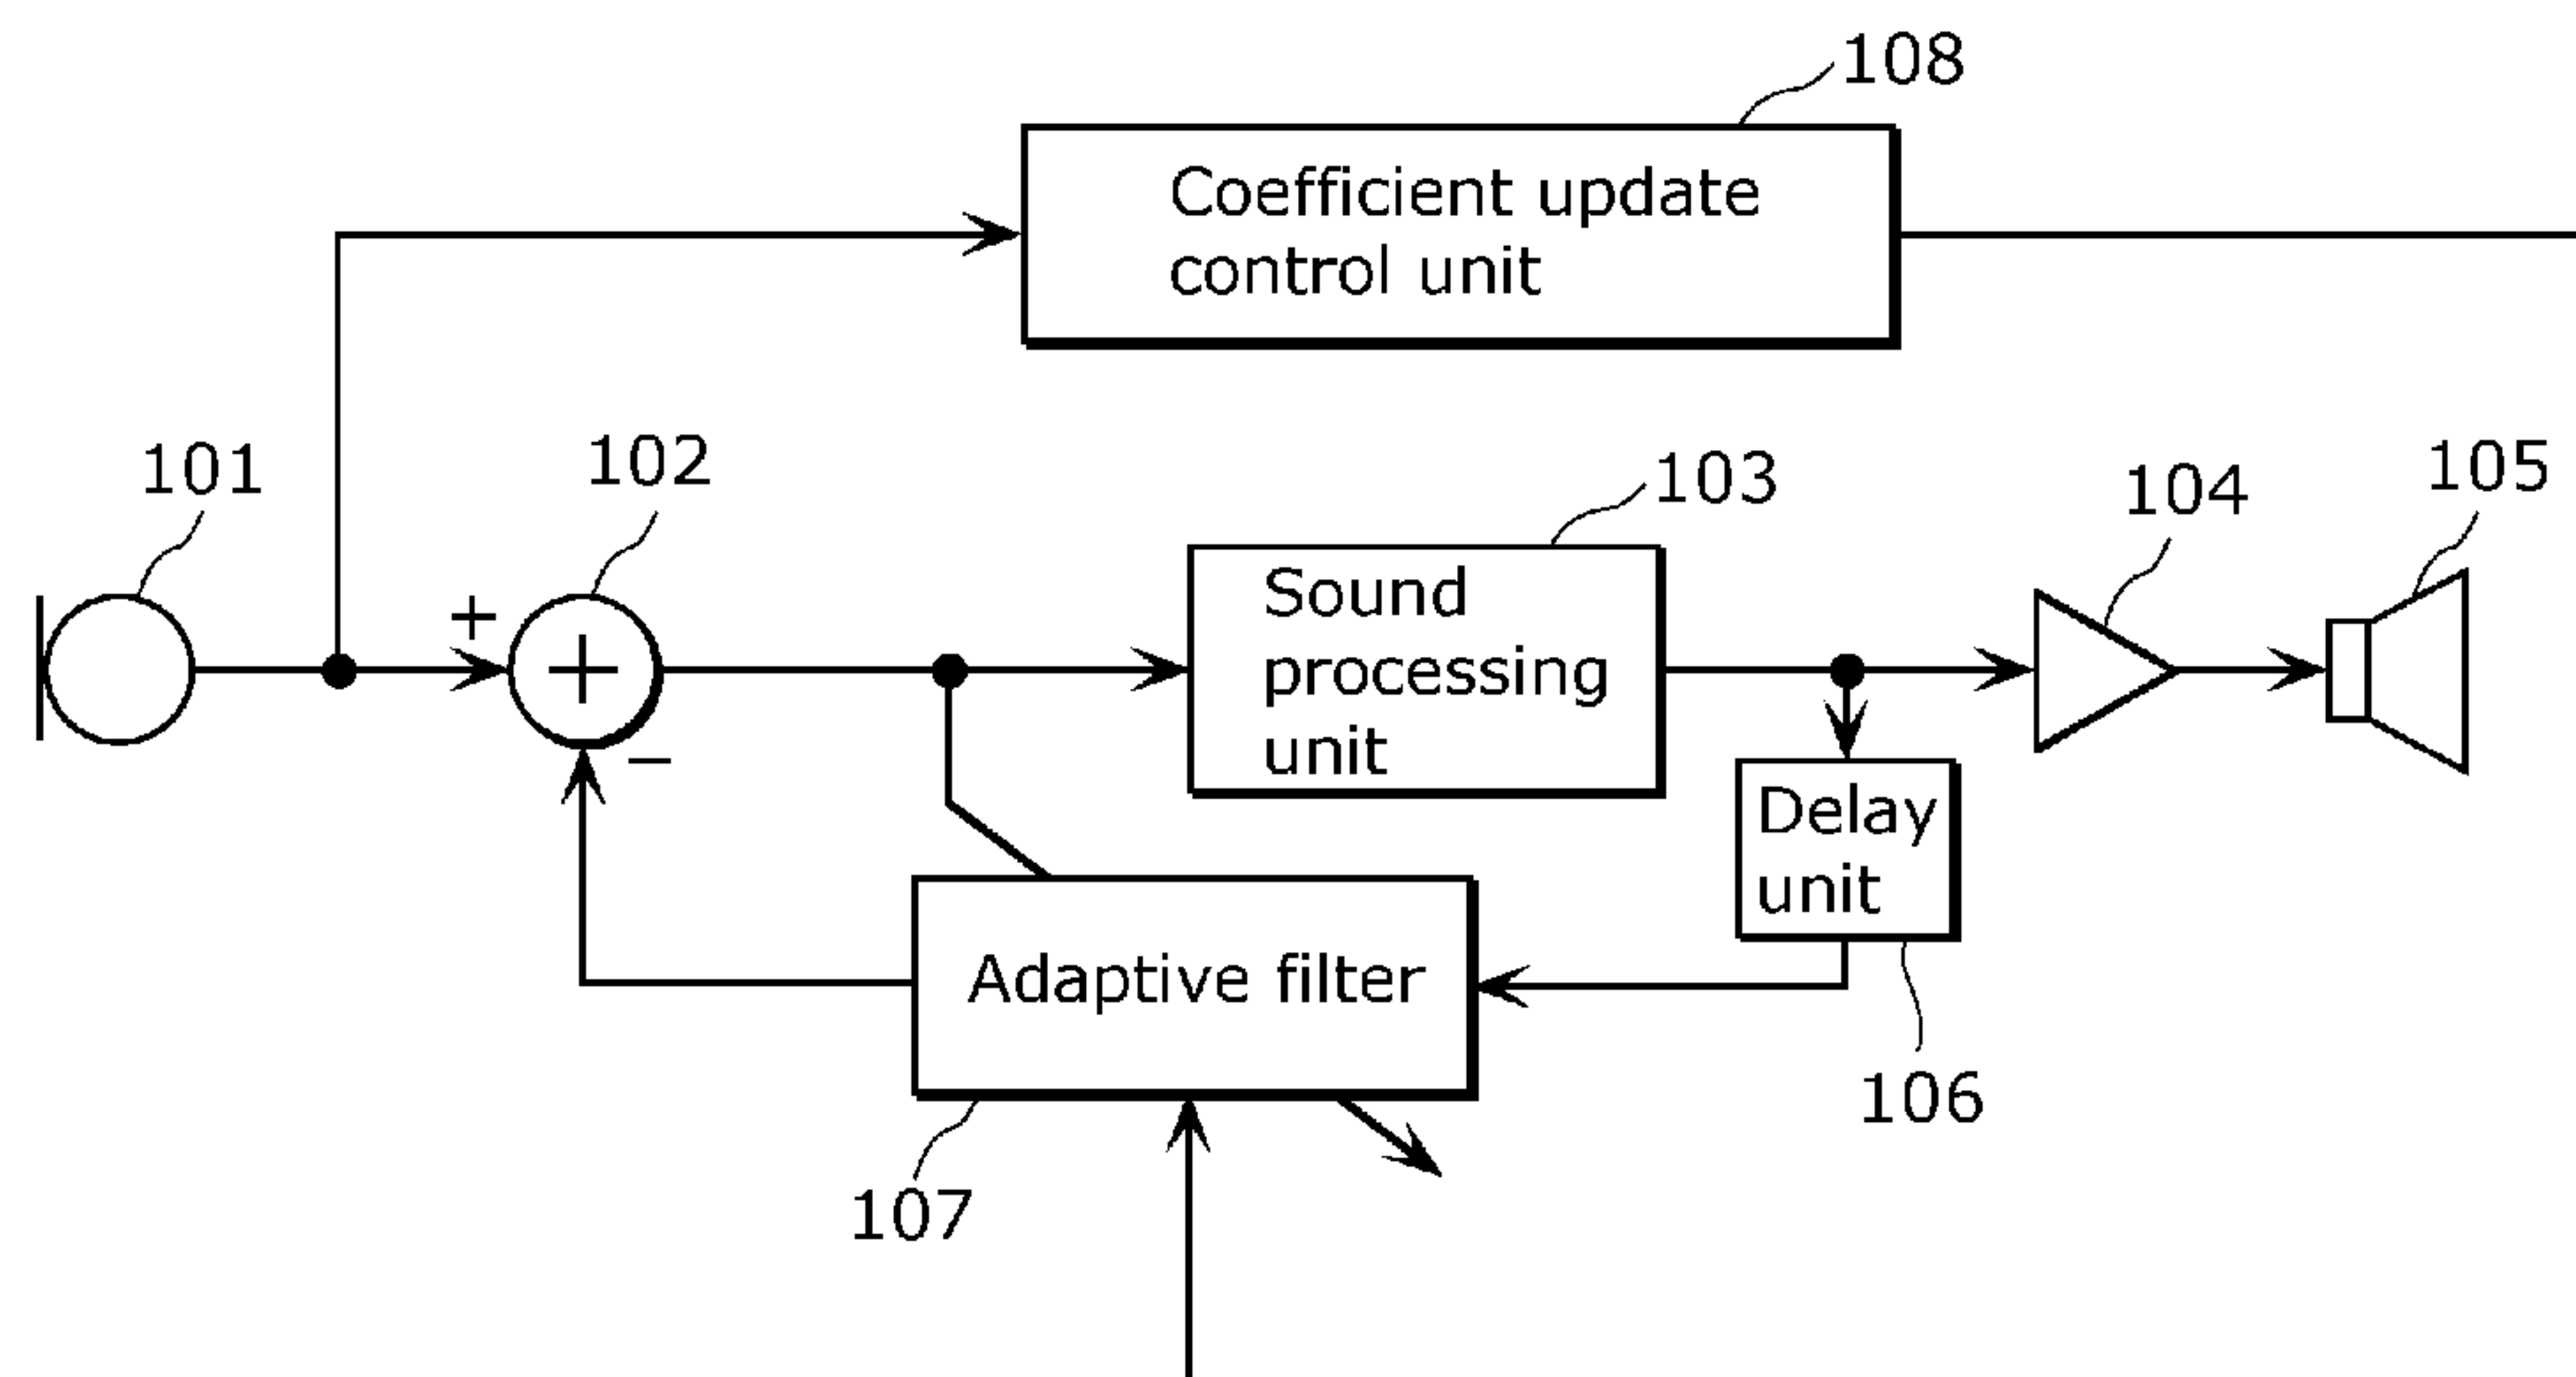 108
Coefficient update
control unit
101
102
103
104
105
+
+
−
Sound
processing
unit
Delay
unit
Adaptive filter
106
107